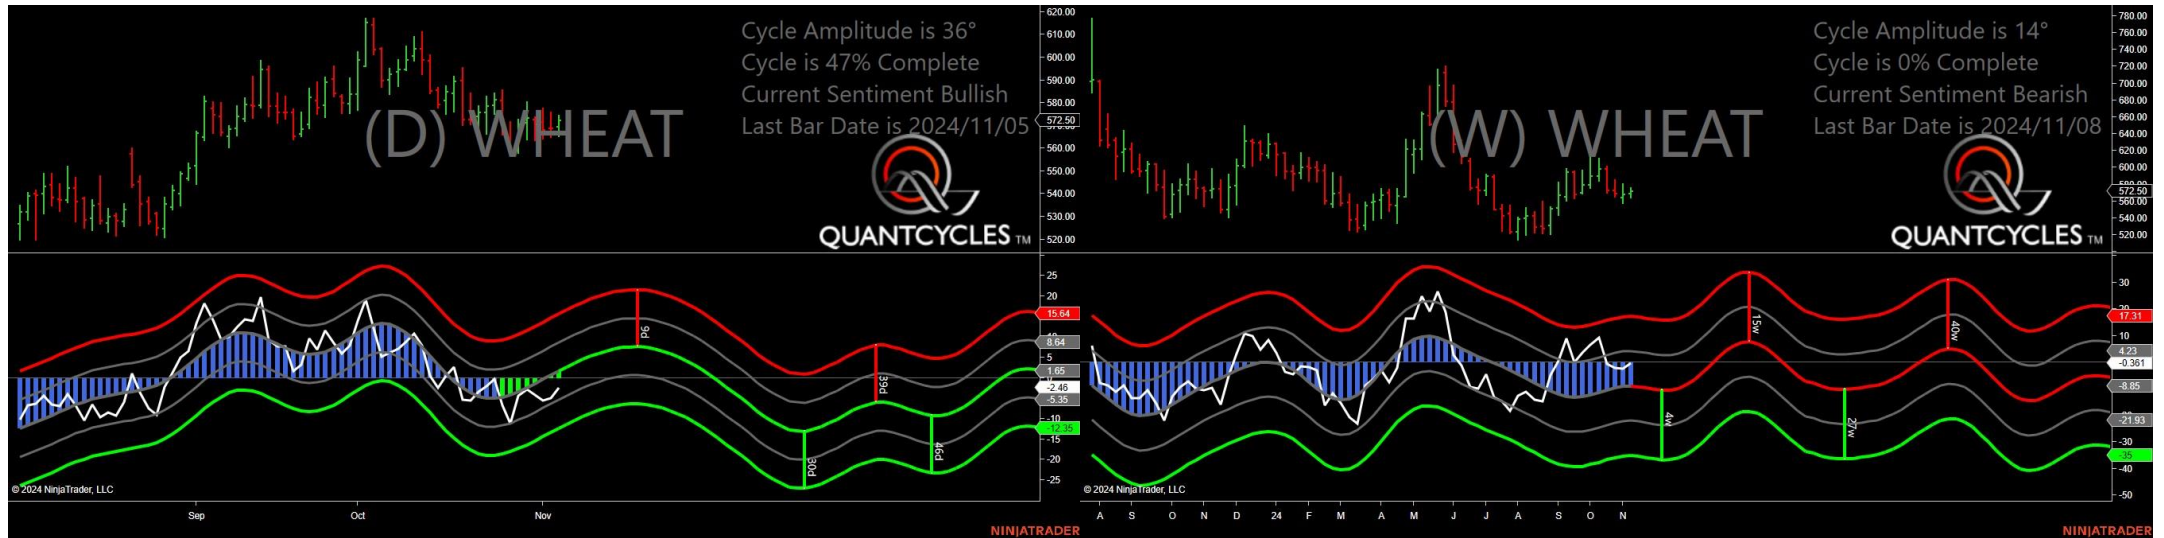 Cycle Amplitude is 36°
Cycle is 47% Complete
Current Sentiment Bullish
Last Bar Date is 2024/11/05
(D) WHEAT
QUANTCYCLES TM
620.00
610.00
600.00
590.00
580.00
572.50
560.00
550.00
540.00
530.00
520.00
25
20
15.64
8.64
5
1.65
-2.46
-5.35
-10
-12.35
-15
-20
-25
9d
30d
39d
46d
© 2024 NinjaTrader, LLC
Sep
Oct
Nov
NINJATRADER
Cycle Amplitude is 14°
Cycle is 0% Complete
Current Sentiment Bearish
Last Bar Date is 2024/11/08
(W) WHEAT
QUANTCYCLES TM
780.00
760.00
740.00
720.00
700.00
680.00
660.00
640.00
620.00
600.00
572.50
560.00
540.00
520.00
30
17.31
10
4.23
-0.361
-8.85
-21.93
-30
-35
-40
-50
4w
15w
27w
40w
© 2024 NinjaTrader, LLC
A S O N D 24 F M A M J J A S O N
NINJATRADER